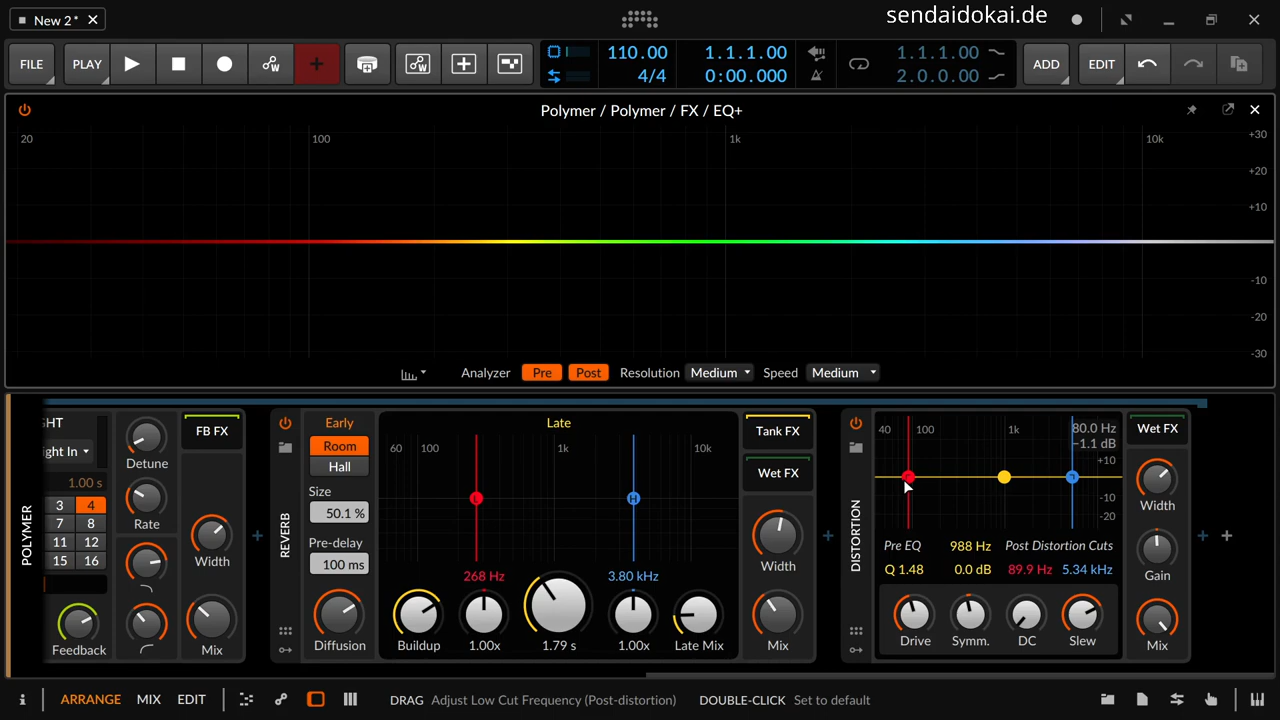 New 2*
sendaidokai.de
FILE
PLAY
110.00
4/4
1.1.1.00
0:00.000
1.1.1.00
2.0.0.00
ADD
EDIT
Polymer / Polymer / FX / EQ+
20
100
1k
10k
+30
+20
+10
-10
-20
-30
Analyzer Pre Post Resolution Medium Speed Medium
POLYMER
HT
ght In
1.00 s
3 4
7 8
11 12
15 16
Feedback
Detune
Rate
FB FX
Width
Mix
REVERB
Early
Room
Hall
Size
50.1 %
Pre-delay
100 ms
Diffusion
Late
60 100 1k 10k
L
H
268 Hz
3.80 kHz
Buildup 1.00x 1.79 s 1.00x Late Mix
Tank FX
Wet FX
Width
Mix
DISTORTION
40 100 1k
80.0 Hz
−1.1 dB
+10
-10
-20
Pre EQ 988 Hz Post Distortion Cuts
Q 1.48 0.0 dB 89.9 Hz 5.34 kHz
Drive Symm. DC Slew
Wet FX
Width
Gain
Mix
ARRANGE MIX EDIT
DRAG Adjust Low Cut Frequency (Post-distortion) DOUBLE-CLICK Set to default